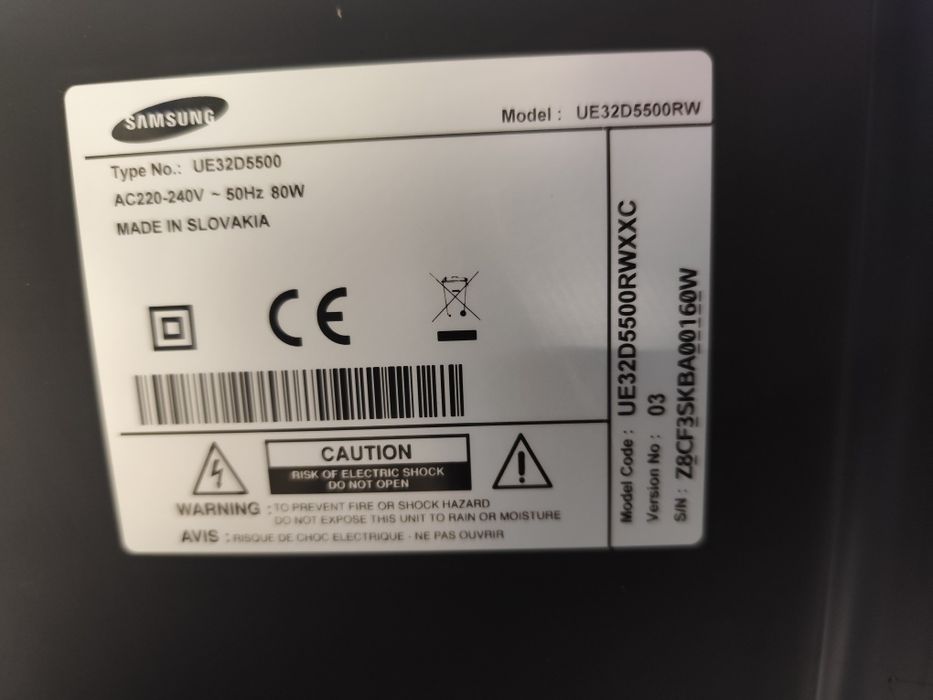 SAMSUNG
Model : UE32D5500RW
Type No.: UE32D5500
AC220-240V ~ 50Hz 80W
MADE IN SLOVAKIA
CE
CAUTION
RISK OF ELECTRIC SHOCK
DO NOT OPEN
WARNING : TO PREVENT FIRE OR SHOCK HAZARD
DO NOT EXPOSE THIS UNIT TO RAIN OR MOISTURE
AVIS : RISQUE DE CHOC ELECTRIQUE - NE PAS OUVRIR
Model Code : UE32D5500RWXXC
Version No : 03
S/N : Z8CF3SKBA00160W